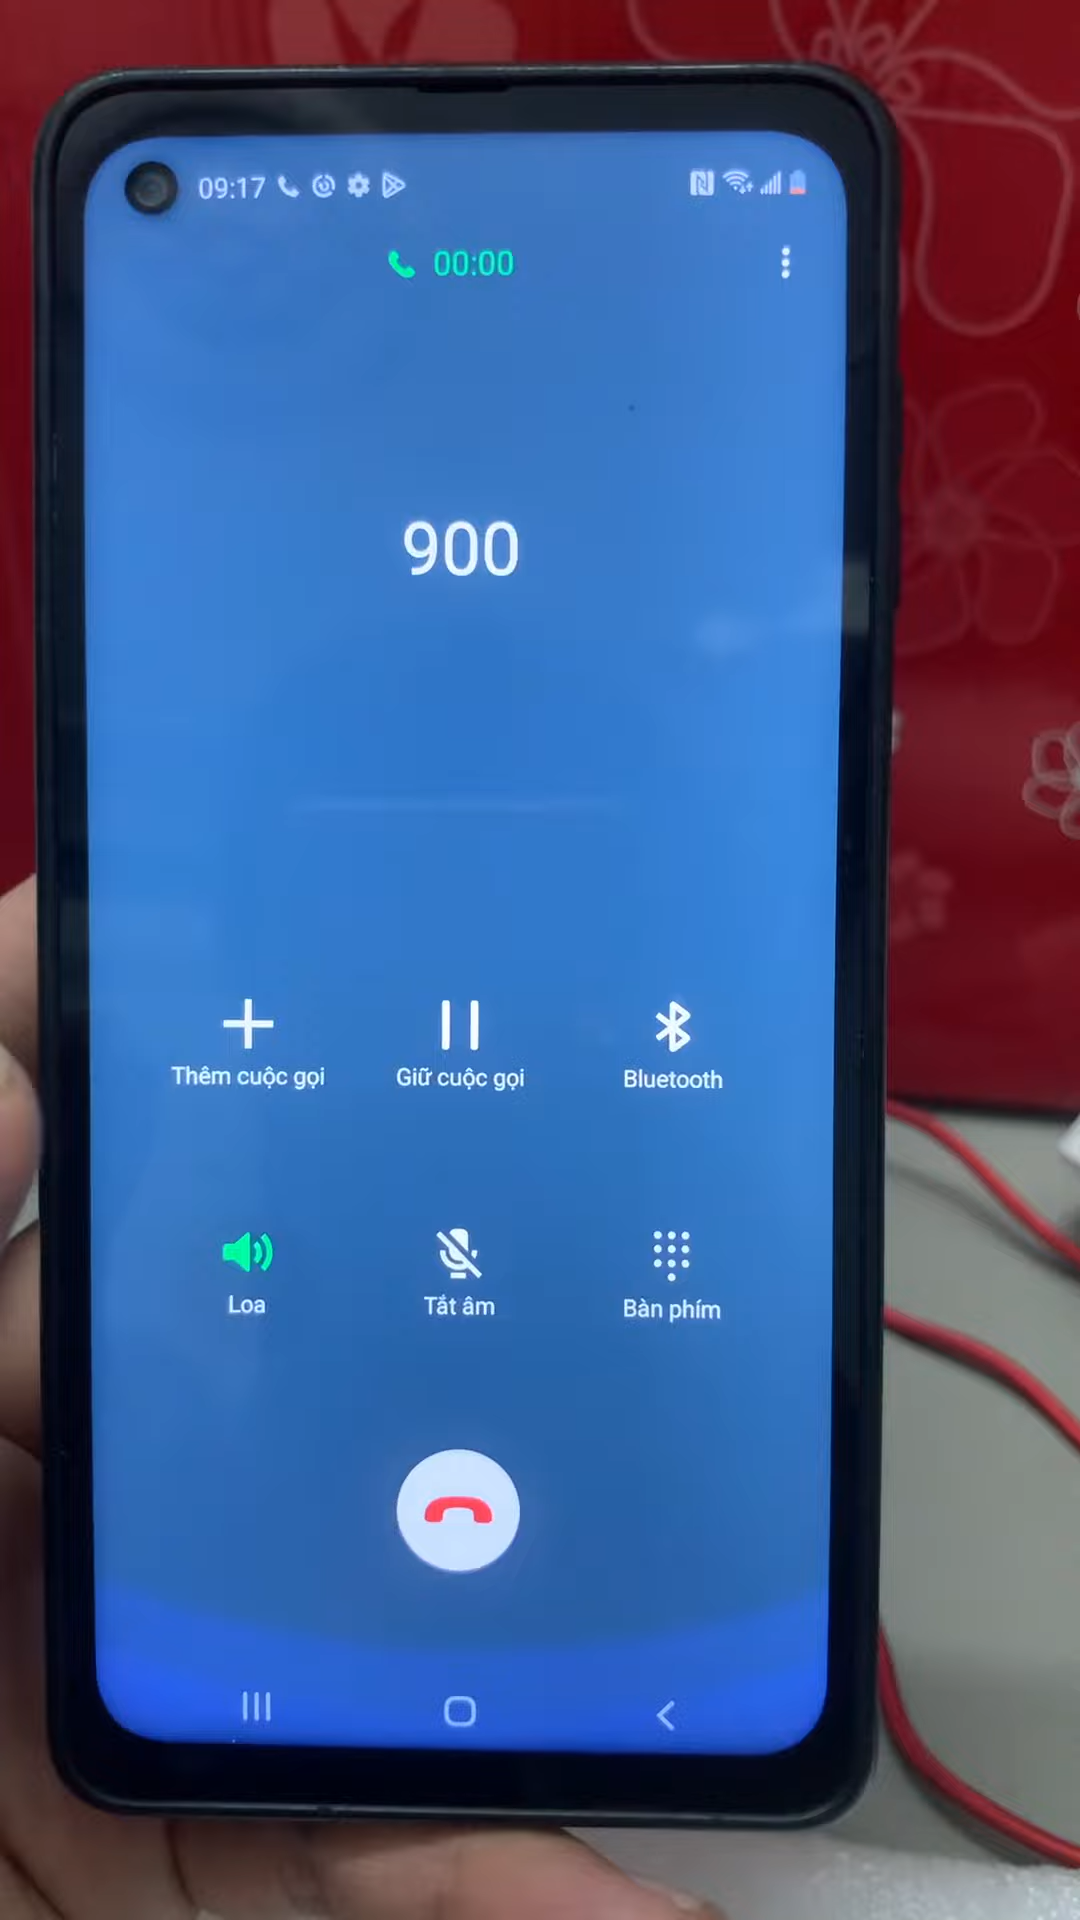 09:17
00:00
900
Thêm cuộc gọi
Giữ cuộc gọi
Bluetooth
Loa
Tắt âm
Bàn phím